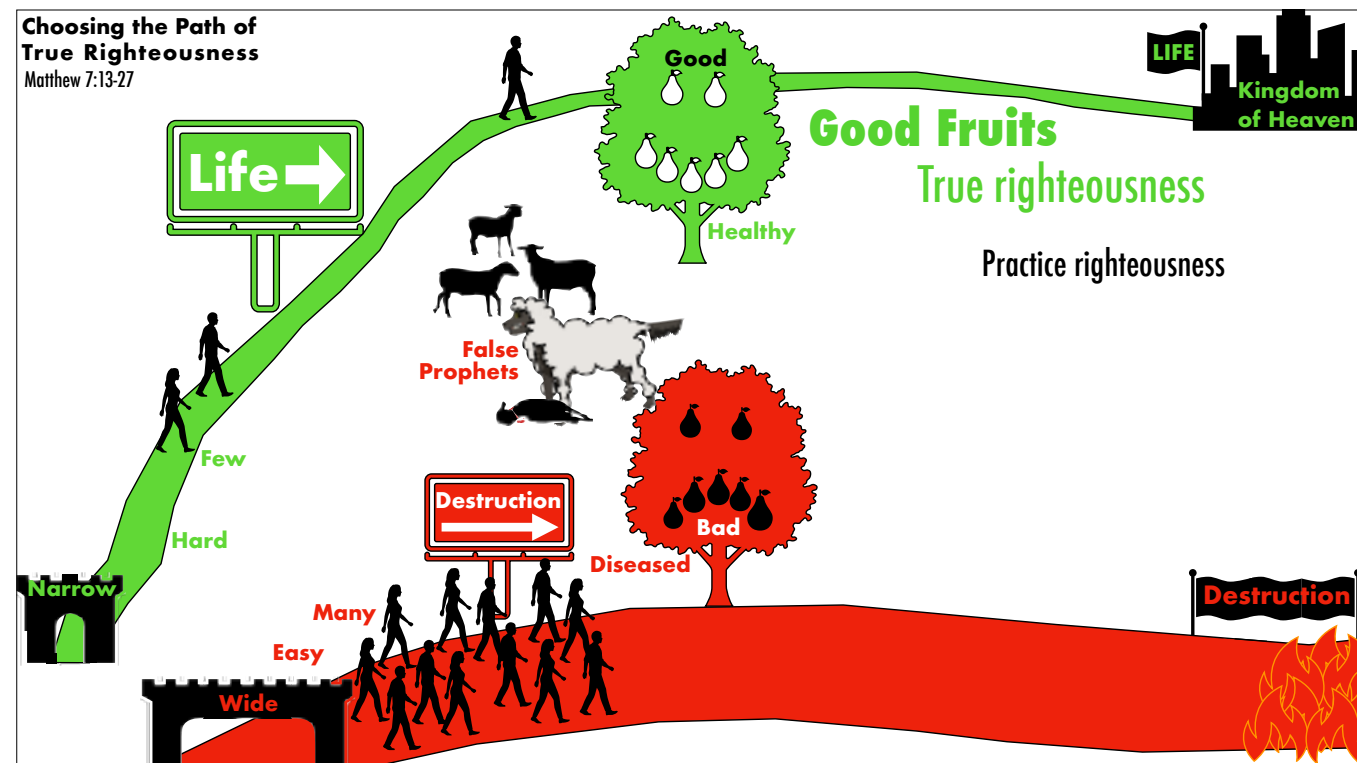 Choosing the Path of
True Righteousness
Matthew 7:13-27
Good
LIFE
Kingdom
of Heaven
Life
Good Fruits
True righteousness
Healthy
Practice righteousness
False
Prophets
Few
Destruction
Bad
Hard
Diseased
Narrow
Destruction
Many
Easy
Wide